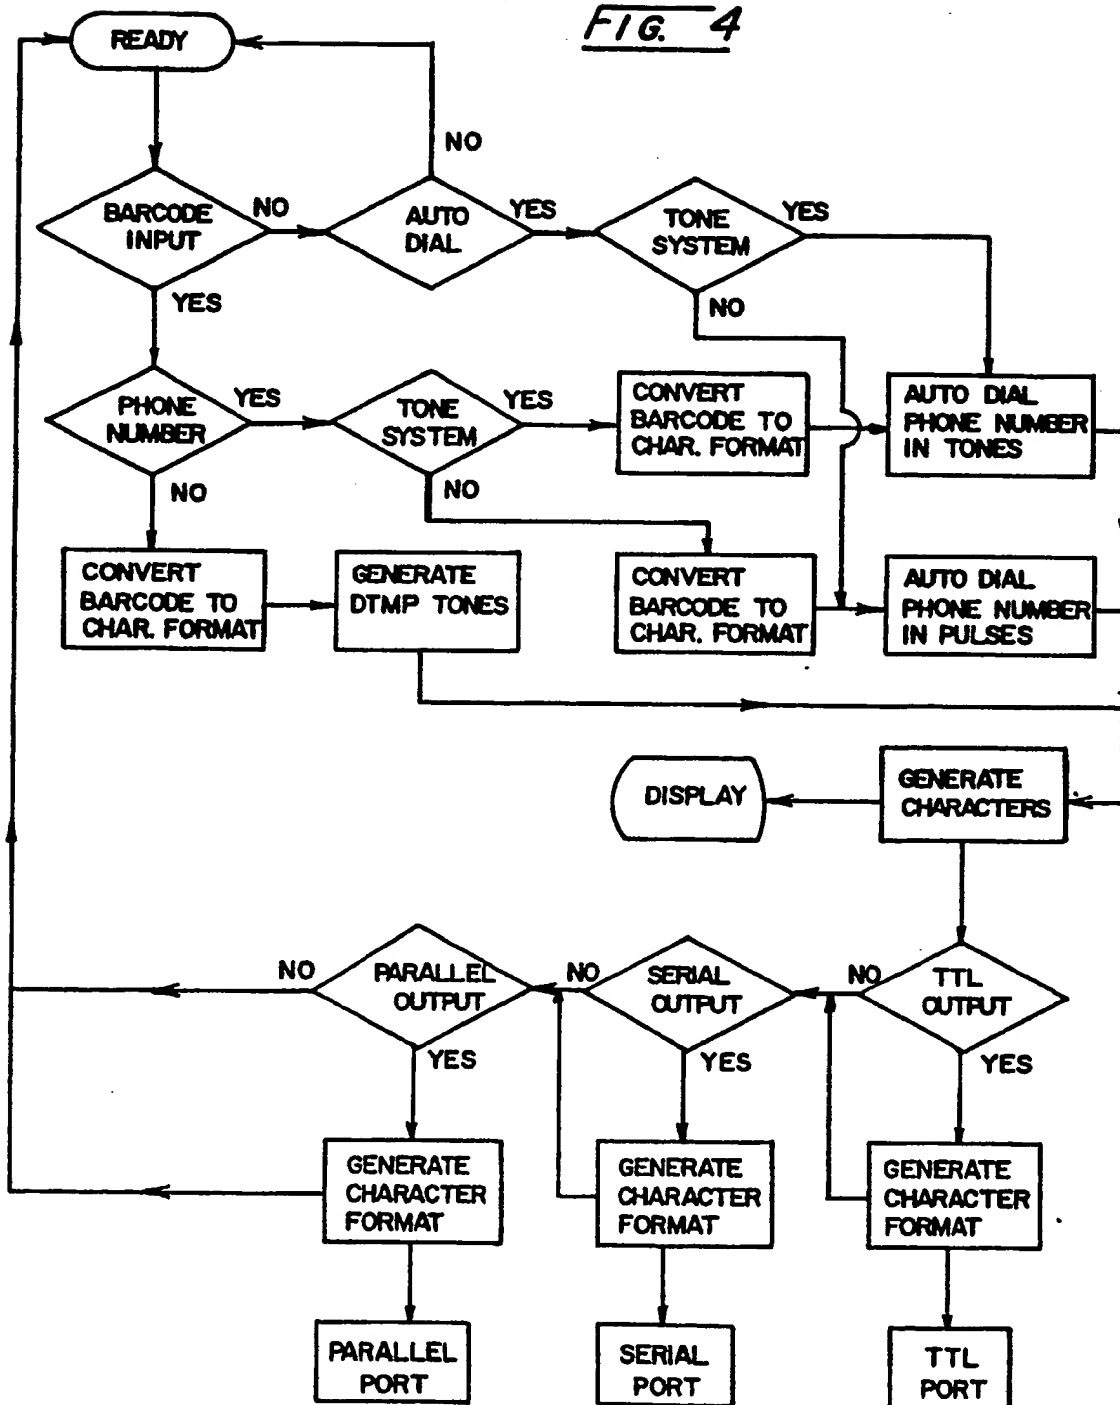 FIG. 4
READY
NO
BARCODE
INPUT
NO
AUTO
DIAL
YES
TONE
SYSTEM
YES
YES
NO
PHONE
NUMBER
YES
TONE
SYSTEM
YES
CONVERT
BARCODE TO
CHAR. FORMAT
AUTO DIAL
PHONE NUMBER
IN TONES
NO
NO
CONVERT
BARCODE TO
CHAR. FORMAT
GENERATE
DTMP TONES
CONVERT
BARCODE TO
CHAR. FORMAT
AUTO DIAL
PHONE NUMBER
IN PULSES
DISPLAY
GENERATE
CHARACTERS
NO
PARALLEL
OUTPUT
NO
SERIAL
OUTPUT
NO
TTL
OUTPUT
YES
YES
YES
GENERATE
CHARACTER
FORMAT
GENERATE
CHARACTER
FORMAT
GENERATE
CHARACTER
FORMAT
PARALLEL
PORT
SERIAL
PORT
TTL
PORT